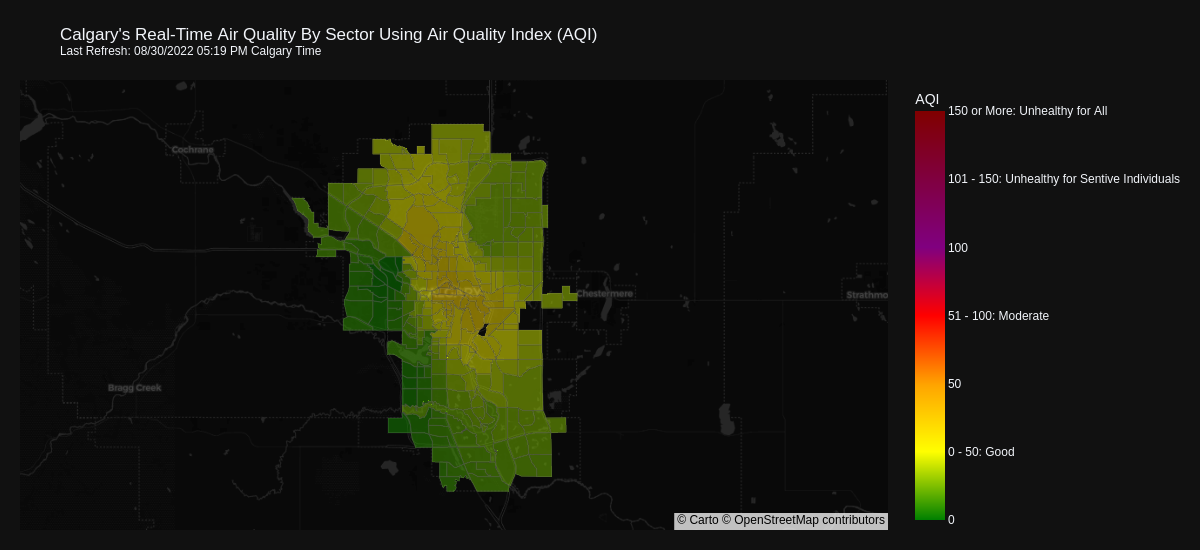 Calgary's Real-Time Air Quality By Sector Using Air Quality Index (AQI)
Last Refresh: 08/30/2022 05:19 PM Calgary Time
AQI
150 or More: Unhealthy for All
Cochrane
101 - 150: Unhealthy for Sentive Individuals
100
Chestermere
Strathmo
51 - 100: Moderate
Bragg Creek
50
0 - 50: Good
0
© Carto © OpenStreetMap contributors